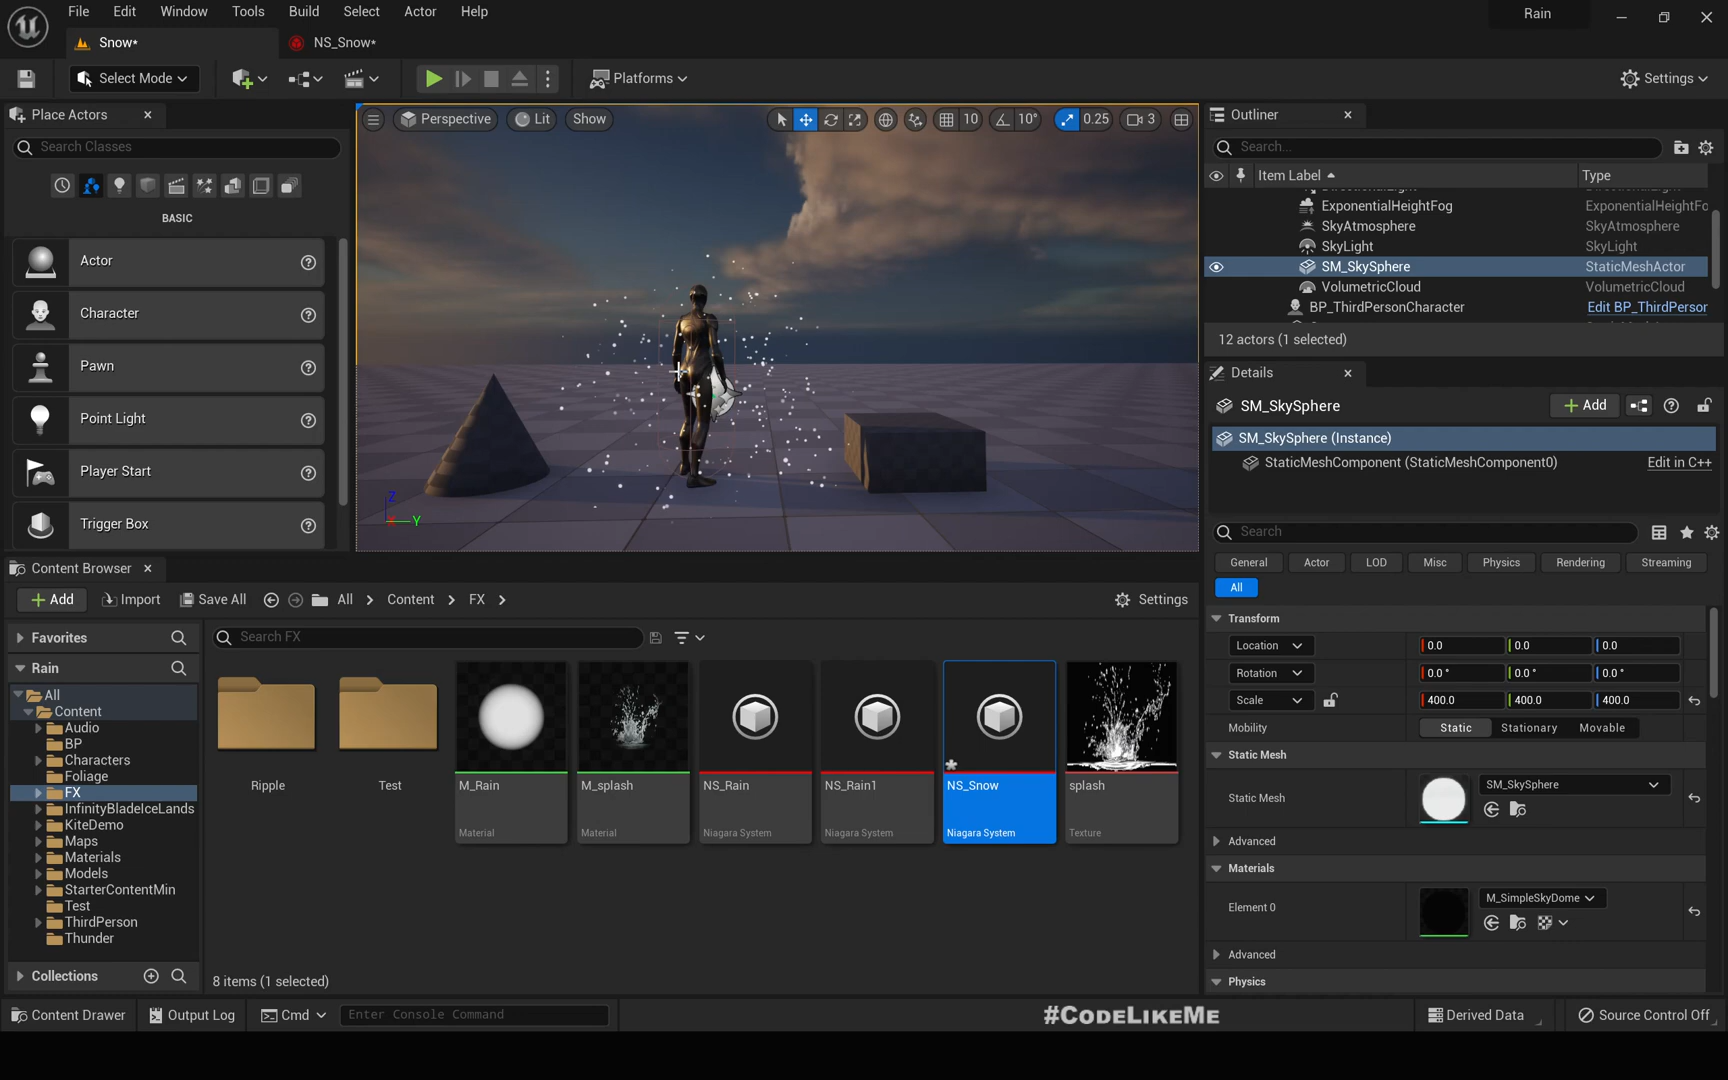 File Edit Window Tools Build Select Actor Help
Rain
Snow*
NS_Snow*
Select Mode
Platforms
Settings
Place Actors
Search Classes
BASIC
Actor
Character
Pawn
Point Light
Player Start
Trigger Box
Perspective
Lit
Show
10
10°
0.25
3
Z
X
Y
Outliner
Search...
Item Label
Type
ExponentialHeightFog
ExponentialHeightFo
SkyAtmosphere
SkyAtmosphere
SkyLight
SkyLight
SM_SkySphere
StaticMeshActor
VolumetricCloud
VolumetricCloud
BP_ThirdPersonCharacter
Edit BP_ThirdPerson
12 actors (1 selected)
Details
SM_SkySphere
Add
SM_SkySphere (Instance)
StaticMeshComponent (StaticMeshComponent0)
Edit in C++
Search
General
Actor
LOD
Misc
Physics
Rendering
Streaming
All
Transform
Location
0.0
0.0
0.0
Rotation
0.0 °
0.0 °
0.0 °
Scale
400.0
400.0
400.0
Mobility
Static
Stationary
Movable
Static Mesh
Static Mesh
SM_SkySphere
Advanced
Materials
Element 0
M_SimpleSkyDome
Advanced
Physics
Content Browser
Add
Import
Save All
All
Content
FX
Settings
Favorites
Rain
All
Content
Audio
BP
Characters
Foliage
FX
InfinityBladeIceLands
KiteDemo
Maps
Materials
Models
StarterContentMin
Test
ThirdPerson
Thunder
Collections
Search FX
Ripple
Test
M_Rain
Material
M_splash
Material
NS_Rain
Niagara System
NS_Rain1
Niagara System
NS_Snow
Niagara System
splash
Texture
8 items (1 selected)
Content Drawer
Output Log
Cmd
Enter Console Command
#CodeLikeMe
Derived Data
Source Control Off